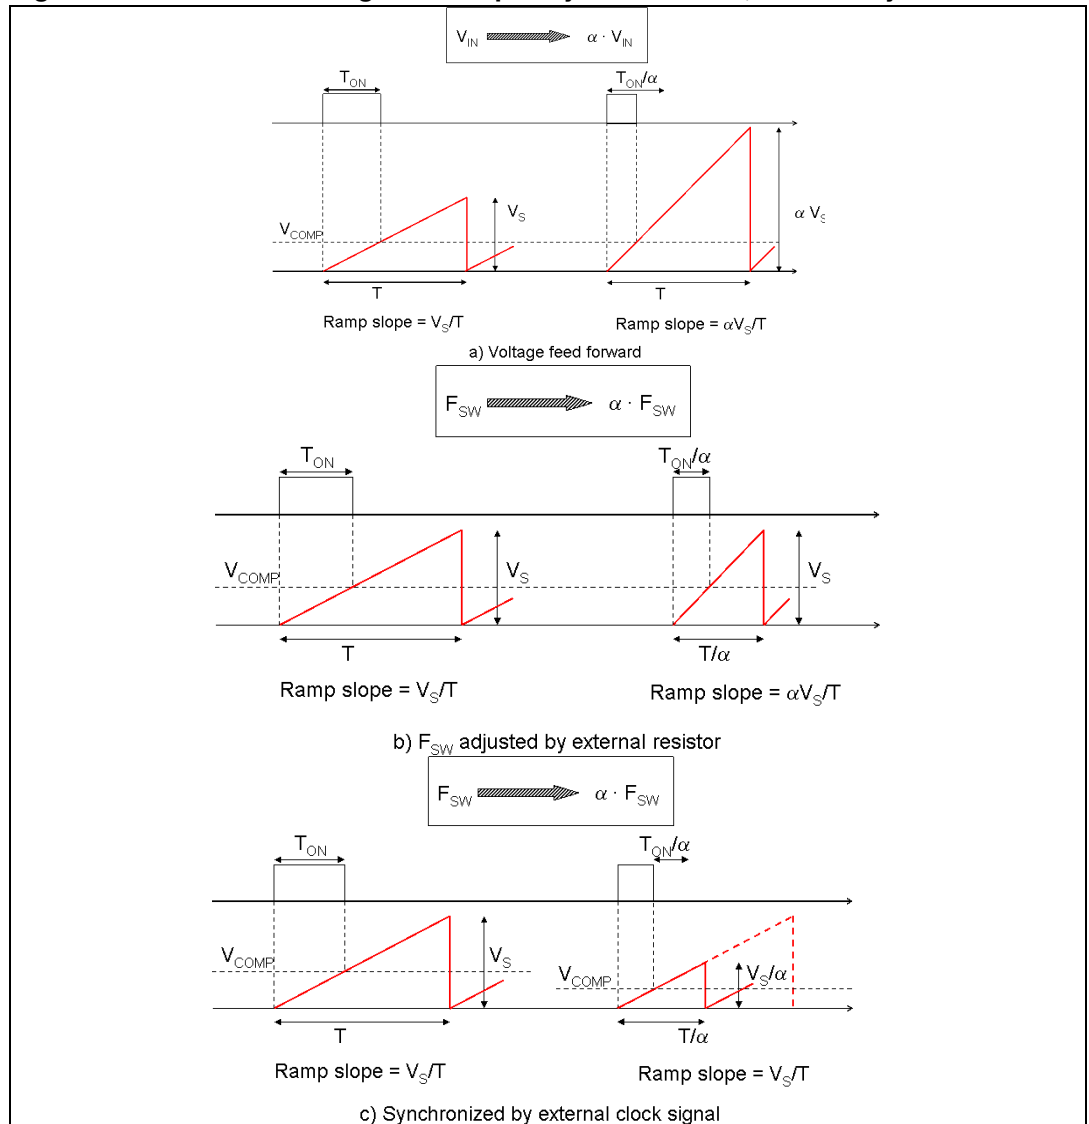 V_IN α · V_IN
T_ON T_ON/α
V_S α V_S
V_COMP
T T
Ramp slope = V_S/T Ramp slope = αV_S/T
a) Voltage feed forward
F_SW α · F_SW
T_ON T_ON/α
V_COMP V_S V_S
T T/α
Ramp slope = V_S/T Ramp slope = αV_S/T
b) F_SW adjusted by external resistor
F_SW α · F_SW
T_ON T_ON/α
V_COMP V_S V_COMP V_S/α
T T/α
Ramp slope = V_S/T Ramp slope = V_S/T
c) Synchronized by external clock signal